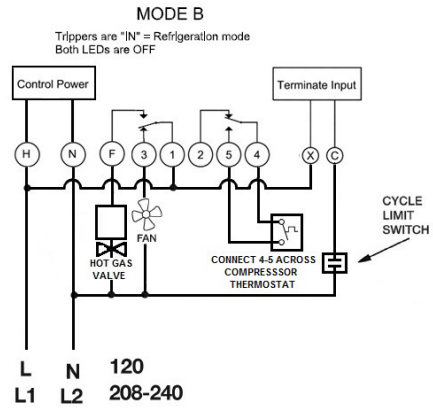 MODE B
Trippers are "IN" = Refrigeration mode
Both LEDs are OFF
Control Power
Terminate Input
H
N
F
3
1
2
5
4
X
C
FAN
HOT GAS
VALVE
CONNECT 4-5 ACROSS
COMPRESSSOR
THERMOSTAT
CYCLE
LIMIT
SWITCH
L N 120
L1 L2 208-240